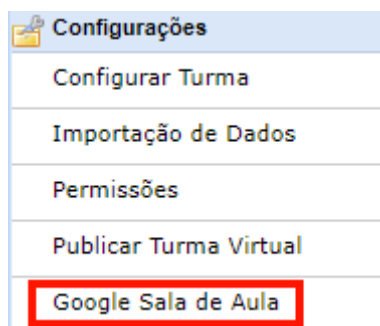 Configurações
Configurar Turma
Importação de Dados
Permissões
Publicar Turma Virtual
Google Sala de Aula